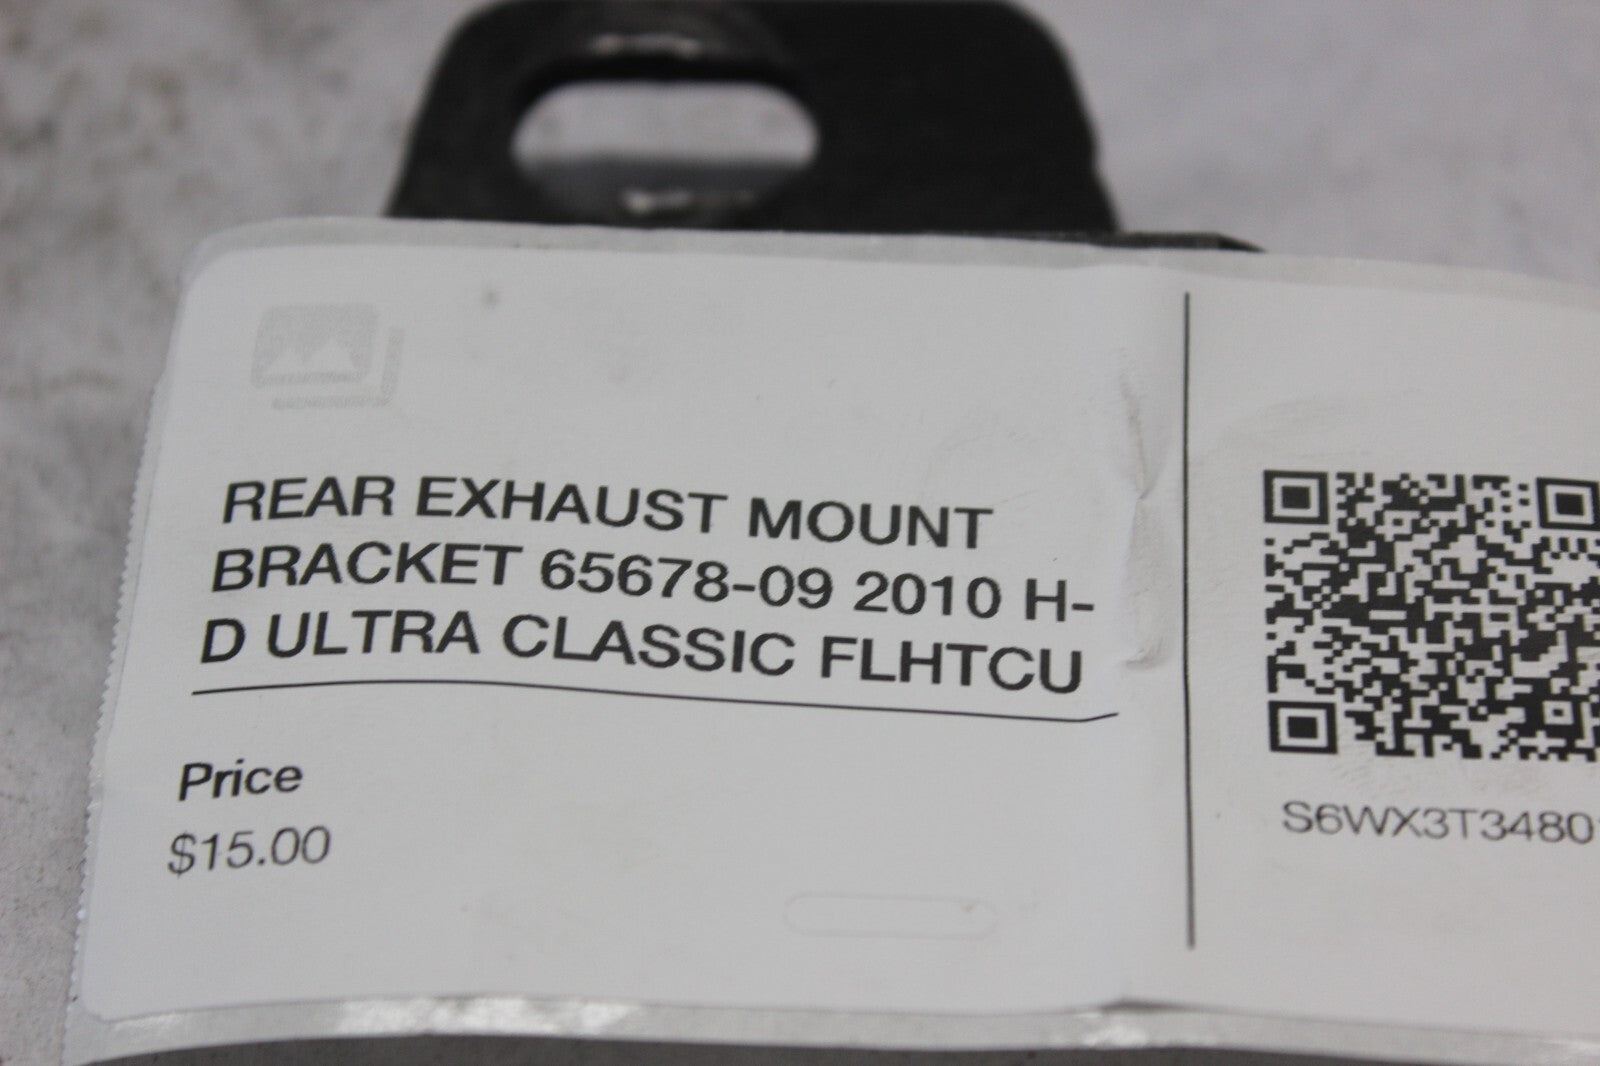 REAR EXHAUST MOUNT
BRACKET 65678-09 2010 H-
D ULTRA CLASSIC FLHTCU
Price
$15.00
S6WX3T3480